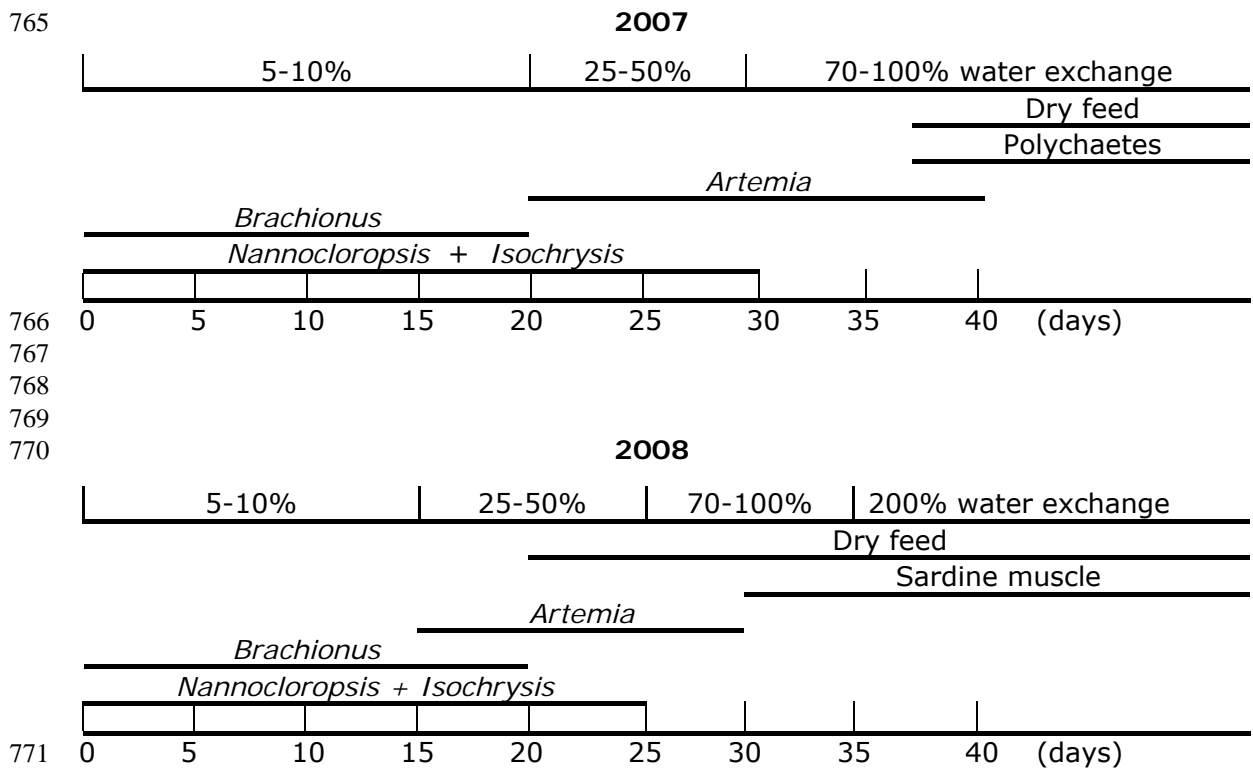 765 2007
5-10% 25-50% 70-100% water exchange
Dry feed
Polychaetes
Artemia
Brachionus
Nannocloropsis + Isochrysis
766 0 5 10 15 20 25 30 35 40 (days)
767
768
769
770 2008
5-10% 25-50% 70-100% 200% water exchange
Dry feed
Sardine muscle
Artemia
Brachionus
Nannocloropsis + Isochrysis
771 0 5 10 15 20 25 30 35 40 (days)